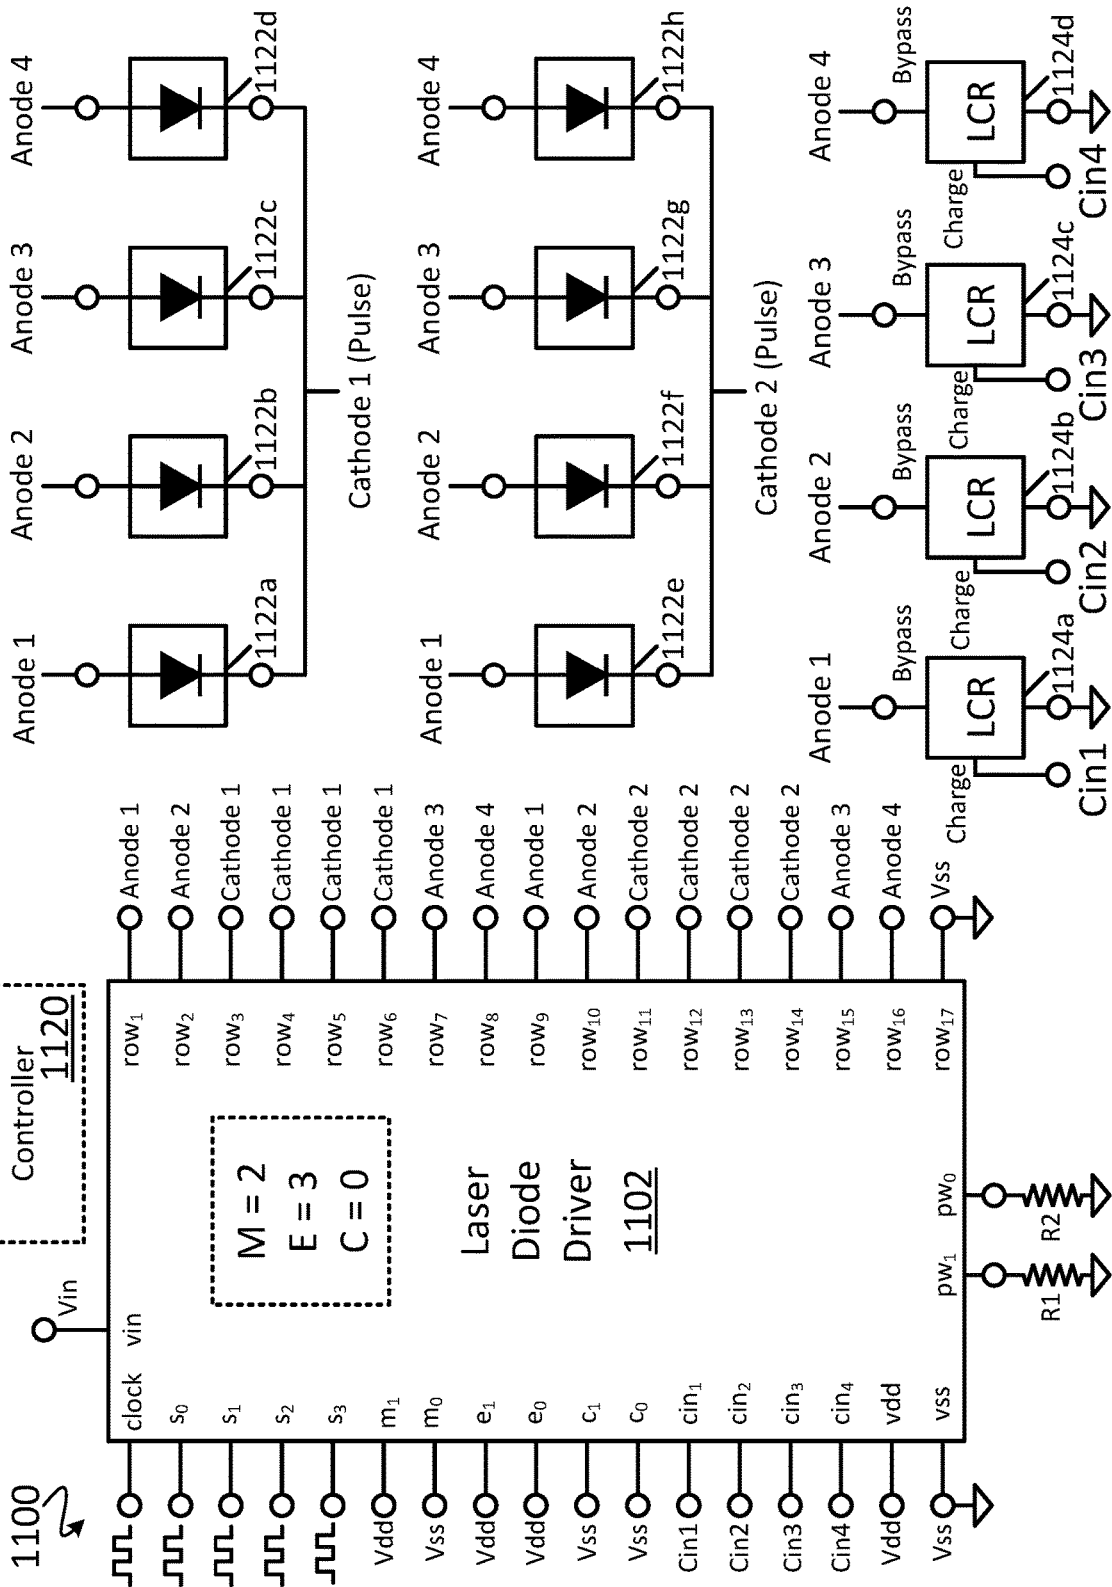 1100
Controller
1120
Vin
vin
clock
s0
s1
s2
s3
m1
m0
e1
e0
c1
c0
cin1
cin2
cin3
cin4
vdd
vss
Vdd
Vss
Vdd
Vdd
Vss
Vss
Cin1
Cin2
Cin3
Cin4
Vdd
Vss
M = 2
E = 3
C = 0
Laser
Diode
Driver
1102
row1
row2
row3
row4
row5
row6
row7
row8
row9
row10
row11
row12
row13
row14
row15
row16
row17
Anode 1
Anode 2
Cathode 1
Cathode 1
Cathode 1
Cathode 1
Anode 3
Anode 4
Anode 1
Anode 2
Cathode 2
Cathode 2
Cathode 2
Cathode 2
Anode 3
Anode 4
Vss
pw1
pw0
R1
R2
Anode 1
Anode 2
Anode 3
Anode 4
1122a
1122b
1122c
1122d
Cathode 1 (Pulse)
Anode 1
Anode 2
Anode 3
Anode 4
1122e
1122f
1122g
1122h
Cathode 2 (Pulse)
Anode 1
Anode 2
Anode 3
Anode 4
Bypass
Bypass
Bypass
Bypass
Charge
LCR
Charge
LCR
Charge
LCR
Charge
LCR
1124a
1124b
1124c
1124d
Cin1
Cin2
Cin3
Cin4